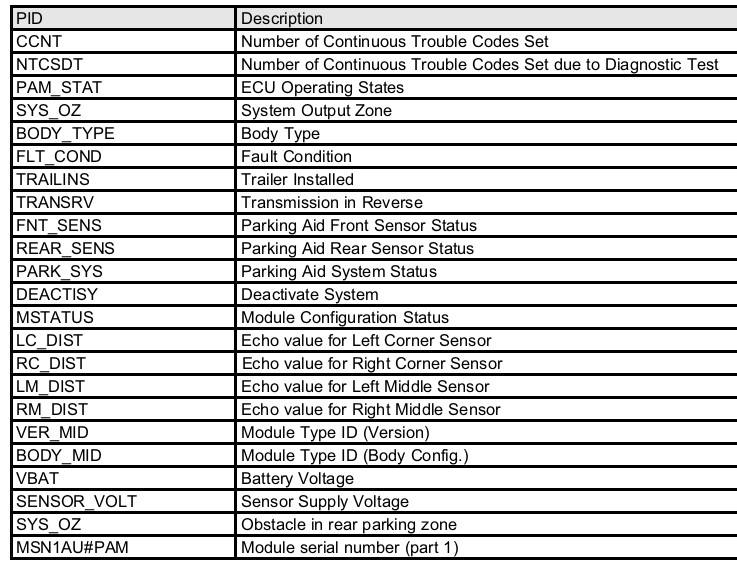 PID Description
CCNT Number of Continuous Trouble Codes Set
NTCSDT Number of Continuous Trouble Codes Set due to Diagnostic Test
PAM_STAT ECU Operating States
SYS_OZ System Output Zone
BODY_TYPE Body Type
FLT_COND Fault Condition
TRAILINS Trailer Installed
TRANSRV Transmission in Reverse
FNT_SENS Parking Aid Front Sensor Status
REAR_SENS Parking Aid Rear Sensor Status
PARK_SYS Parking Aid System Status
DEACTISY Deactivate System
MSTATUS Module Configuration Status
LC_DIST Echo value for Left Corner Sensor
RC_DIST Echo value for Right Corner Sensor
LM_DIST Echo value for Left Middle Sensor
RM_DIST Echo value for Right Middle Sensor
VER_MID Module Type ID (Version)
BODY_MID Module Type ID (Body Config.)
VBAT Battery Voltage
SENSOR_VOLT Sensor Supply Voltage
SYS_OZ Obstacle in rear parking zone
MSN1AU#PAM Module serial number (part 1)